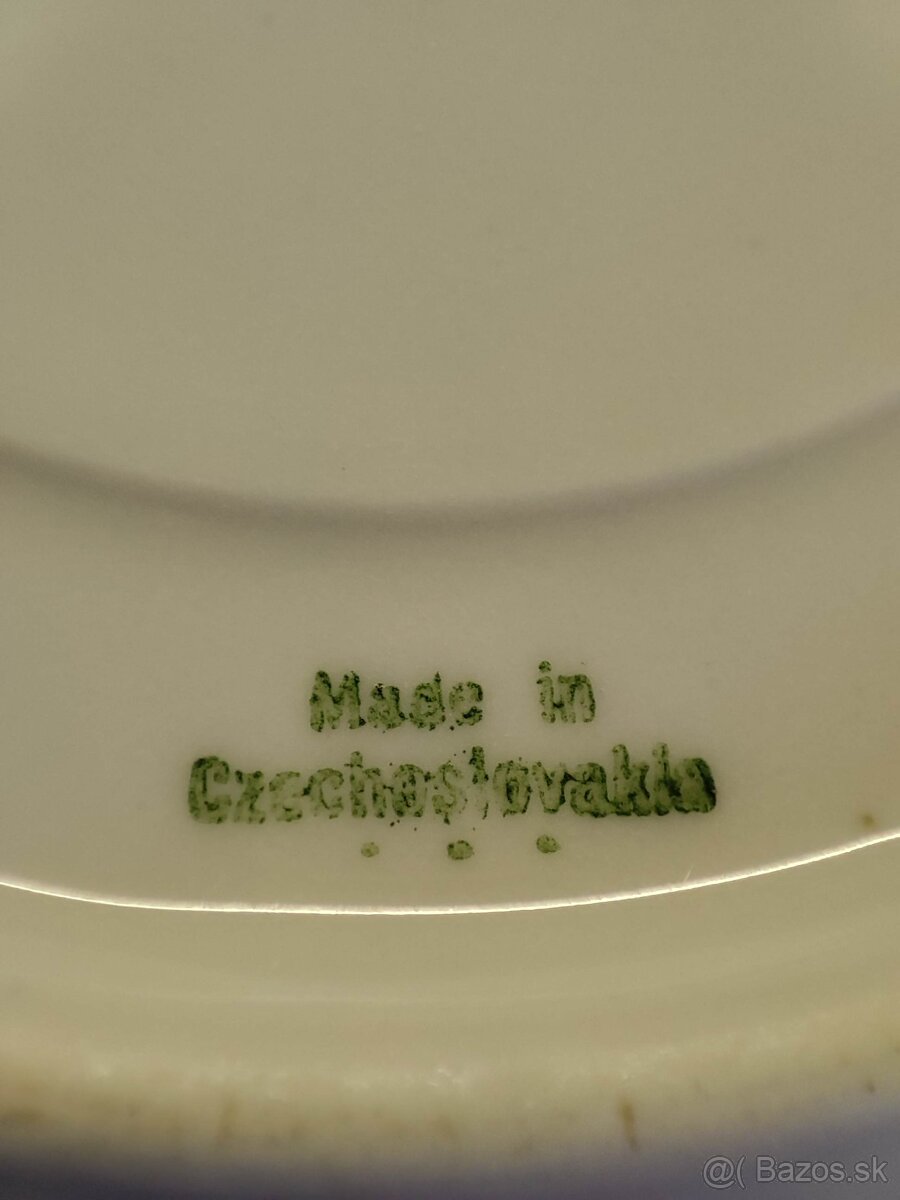 Made in
Czechoslovakia
• • •
@( Bazos.sk